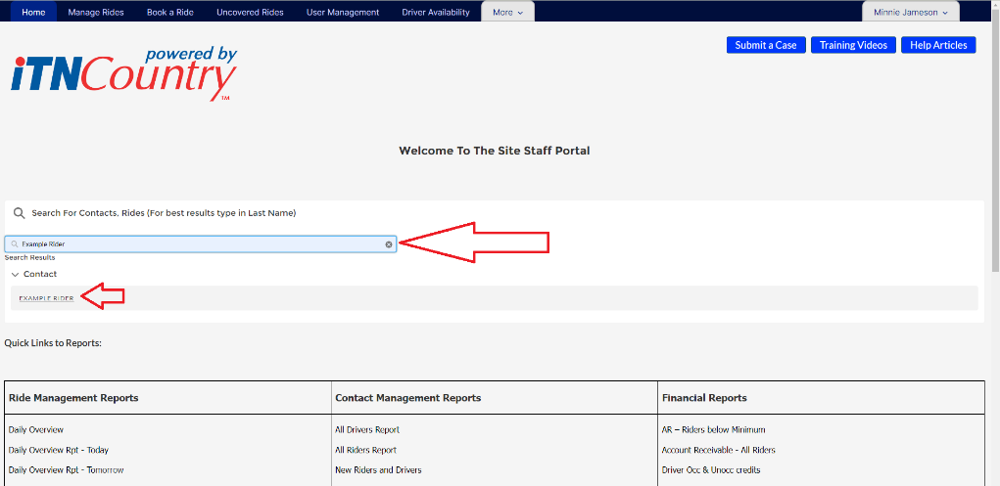 Home Manage Rides Book a Ride Uncovered Rides User Management Driver Availability More Minnie Jameson
Submit a Case Training Videos Help Articles
powered by
iTNCountry™
Welcome To The Site Staff Portal
Search For Contacts, Rides (For best results type in Last Name)
Example Rider
Search Results
Contact
EXAMPLE RIDER
Quick Links to Reports:
Ride Management Reports Contact Management Reports Financial Reports
Daily Overview All Drivers Report AR – Riders below Minimum
Daily Overview Rpt - Today All Riders Report Account Receivable - All Riders
Daily Overview Rpt - Tomorrow New Riders and Drivers Driver Occ & Unocc credits